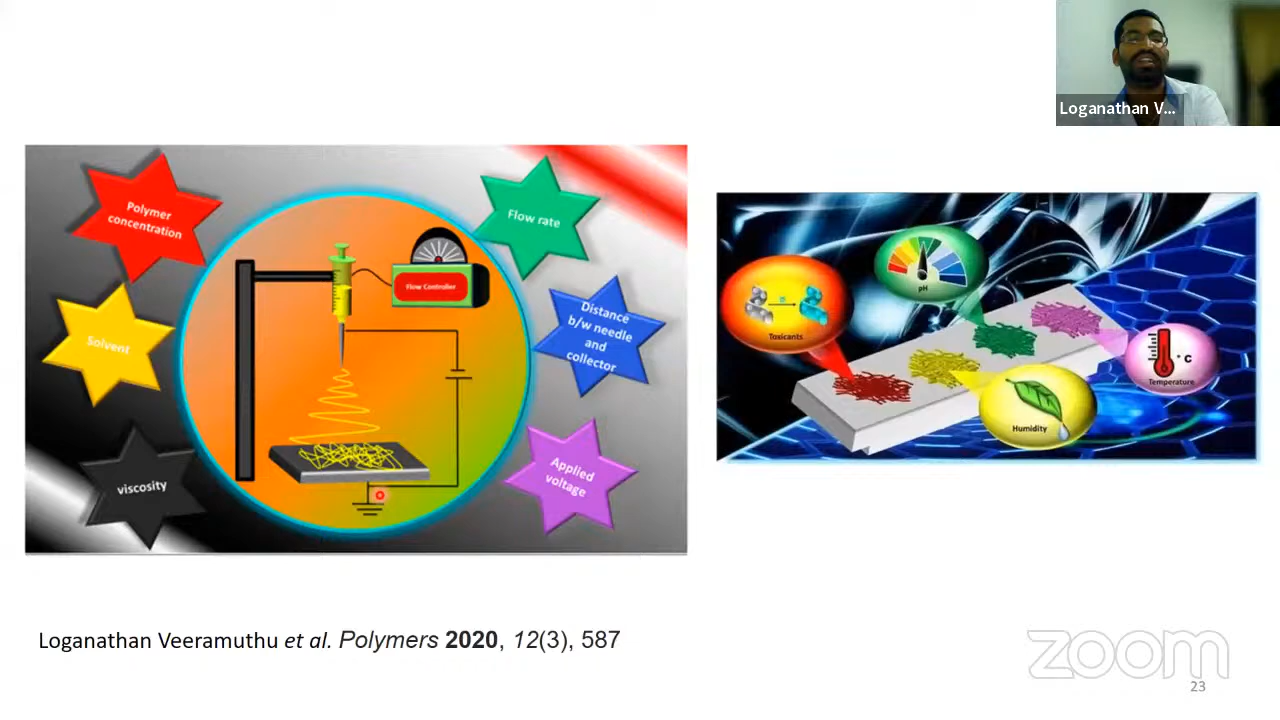 Loganathan V...
Polymer
concentration
Flow rate
Flow Controller
Distance
b/w needle
and
collector
Solvent
viscosity
Applied
voltage
pH
Toxicants
° C
Temperature
Humidity
Loganathan Veeramuthu et al. Polymers 2020, 12(3), 587
zoom
23